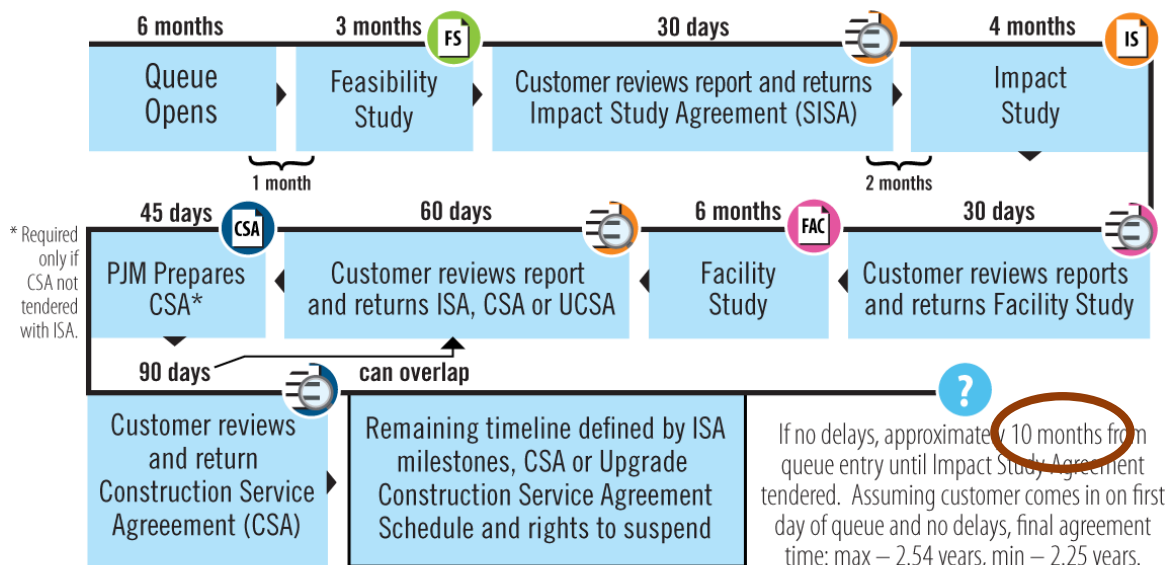 6 months
3 months
FS
30 days
4 months
IS
Queue
Opens
Feasibility
Study
Customer reviews report and returns
Impact Study Agreement (SISA)
Impact
Study
1 month
2 months
45 days
CSA
60 days
6 months
FAC
30 days
* Required
only if
CSA not
tendered
with ISA.
PJM Prepares
CSA*
Customer reviews report
and returns ISA, CSA or UCSA
Facility
Study
Customer reviews reports
and returns Facility Study
90 days
can overlap
?
Customer reviews
and return
Construction Service
Agreeement (CSA)
Remaining timeline defined by ISA
milestones, CSA or Upgrade
Construction Service Agreement
Schedule and rights to suspend
If no delays, approximately 10 months from
queue entry until Impact Study Agreement
tendered. Assuming customer comes in on first
day of queue and no delays, final agreement
time: max – 2.54 years, min – 2.25 years.